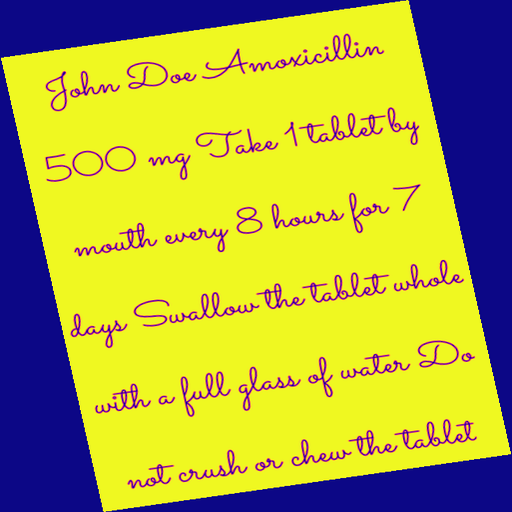 John Doe Amoxicillin
500 mg Take 1 tablet by
mouth every 8 hours for 7
days Swallow the tablet whole
with a full glass of water Do
not crush or chew the tablet